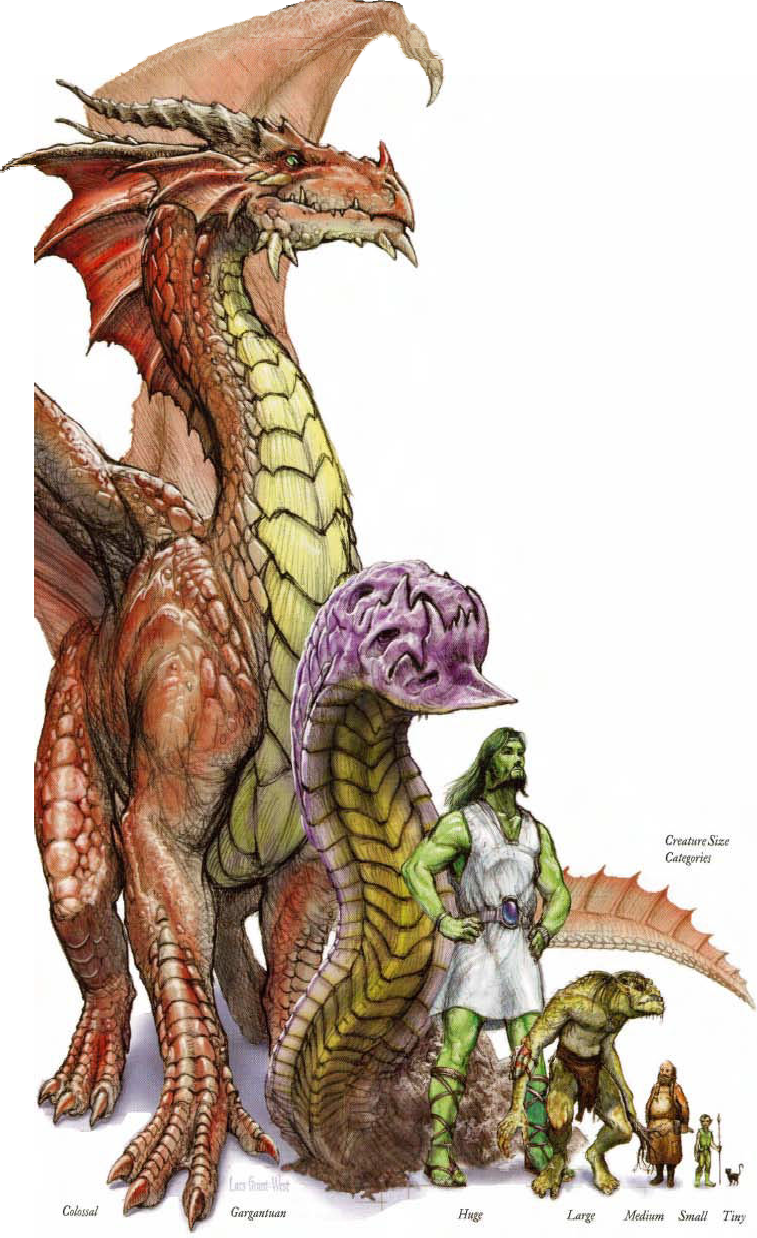 Creature Size
Categories
Lars Grant-West
Colossal Gargantuan Huge Large Medium Small Tiny